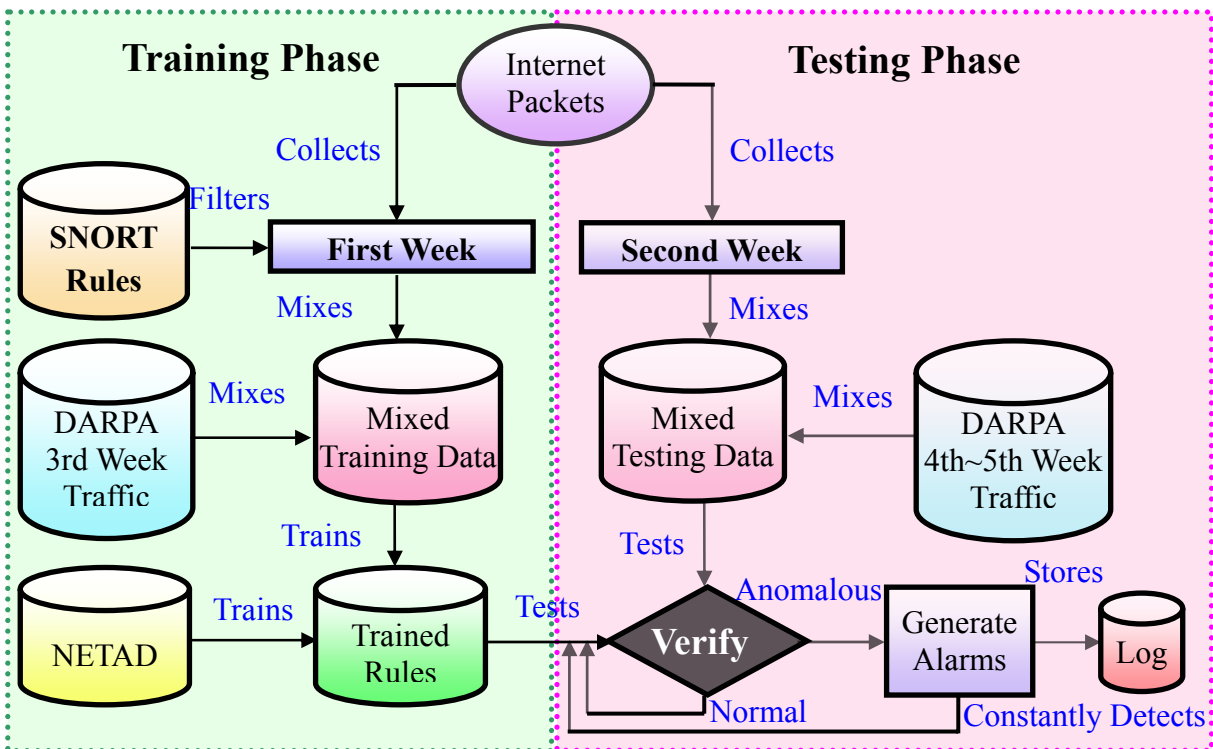 Training Phase
Internet
Packets
Testing Phase
Collects
Collects
Filters
SNORT
Rules
First Week
Second Week
Mixes
Mixes
Mixes
Mixes
DARPA
3rd Week
Traffic
Mixed
Training Data
Mixed
Testing Data
DARPA
4th~5th Week
Traffic
Trains
Tests
Trains
Tests
Anomalous
Stores
NETAD
Trained
Rules
Verify
Generate
Alarms
Log
Normal
Constantly Detects